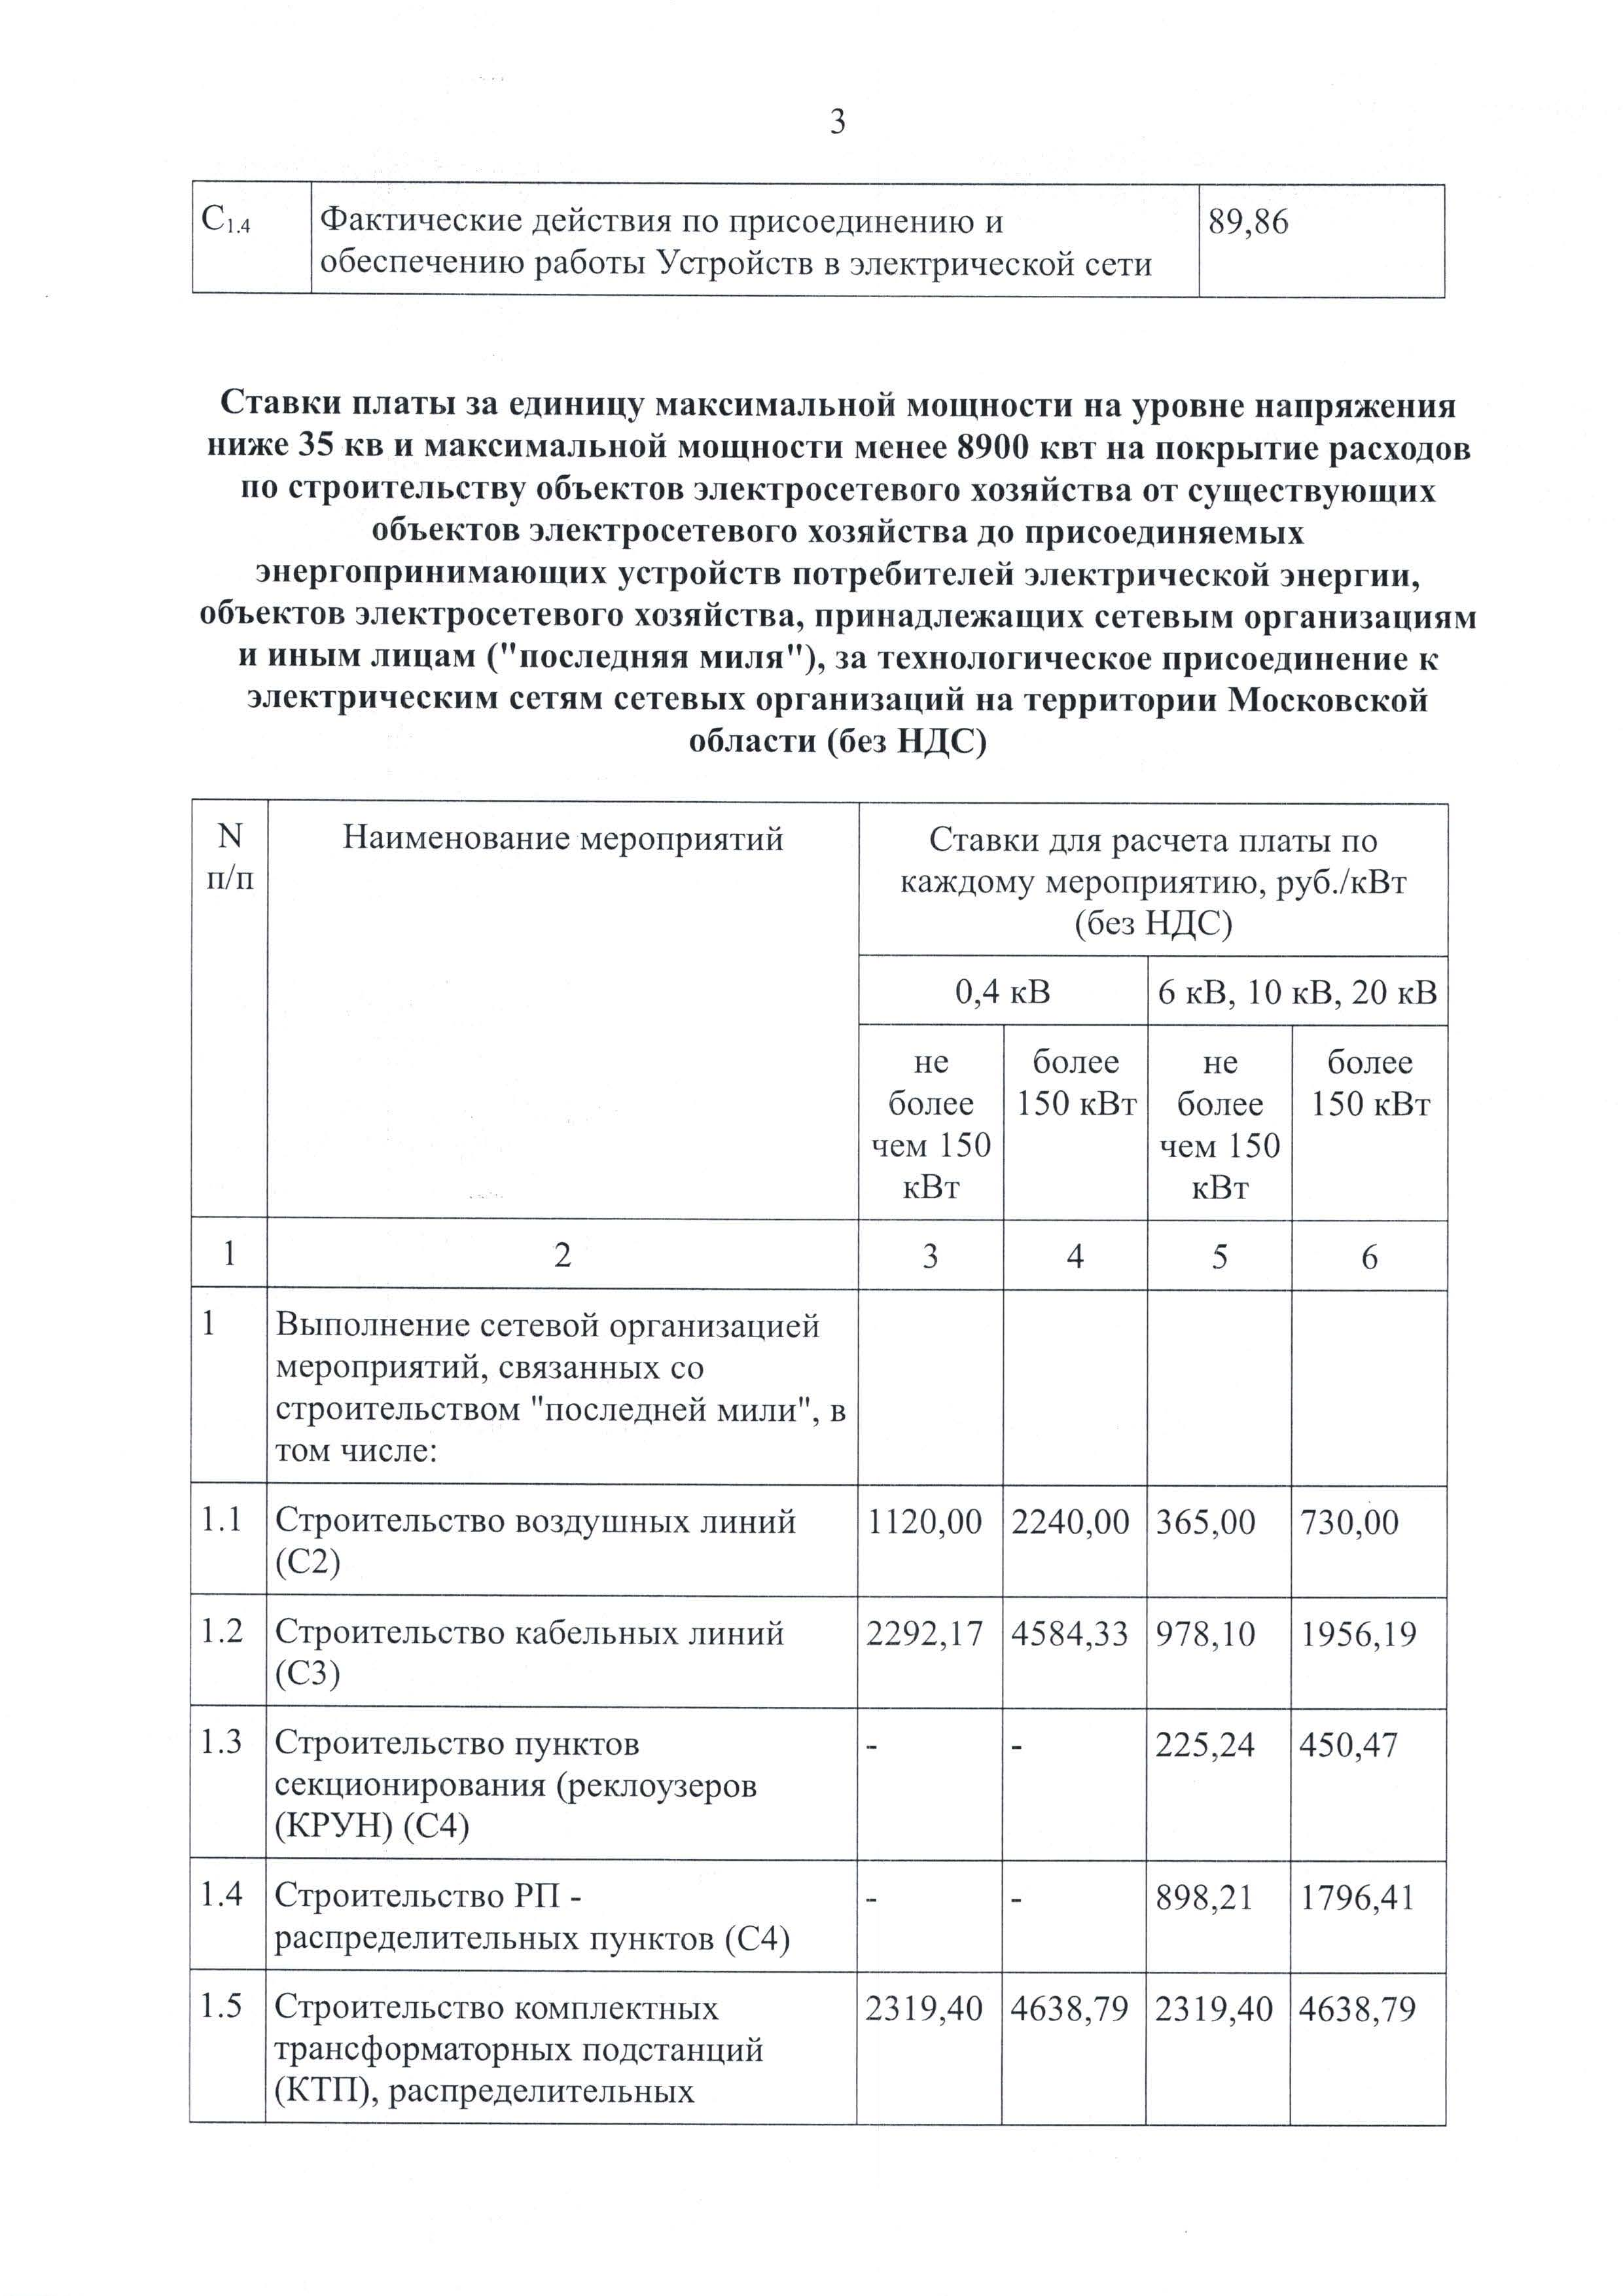 3
C1.4
Фактические действия по присоединению и
обеспечению работы Устройств в электрической сети
89,86
Ставки платы за единицу максимальной мощности на уровне напряжения
ниже 35 кв и максимальной мощности менее 8900 квт на покрытие расходов
по строительству объектов электросетевого хозяйства от существующих
объектов электросетевого хозяйства до присоединяемых
энергопринимающих устройств потребителей электрической энергии,
объектов электросетевого хозяйства, принадлежащих сетевым организациям
и иным лицам ("последняя миля"), за технологическое присоединение к
электрическим сетям сетевых организаций на территории Московской
области (без НДС)
N
п/п
Наименование мероприятий
Ставки для расчета платы по
каждому мероприятию, руб./кВт
(без НДС)
0,4 кВ
6 кВ, 10 кВ, 20 кВ
не
более
чем 150
кВт
более
150 кВт
не
более
чем 150
кВт
более
150 кВт
1
2
3
4
5
6
1
Выполнение сетевой организацией
мероприятий, связанных со
строительством "последней мили", в
том числе:
1.1
Строительство воздушных линий
(С2)
1120,00
2240,00
365,00
730,00
1.2
Строительство кабельных линий
(С3)
2292,17
4584,33
978,10
1956,19
1.3
Строительство пунктов
секционирования (реклоузеров
(КРУН) (С4)
-
-
225,24
450,47
1.4
Строительство РП -
распределительных пунктов (С4)
-
-
898,21
1796,41
1.5
Строительство комплектных
трансформаторных подстанций
(КТП), распределительных
2319,40
4638,79
2319,40
4638,79